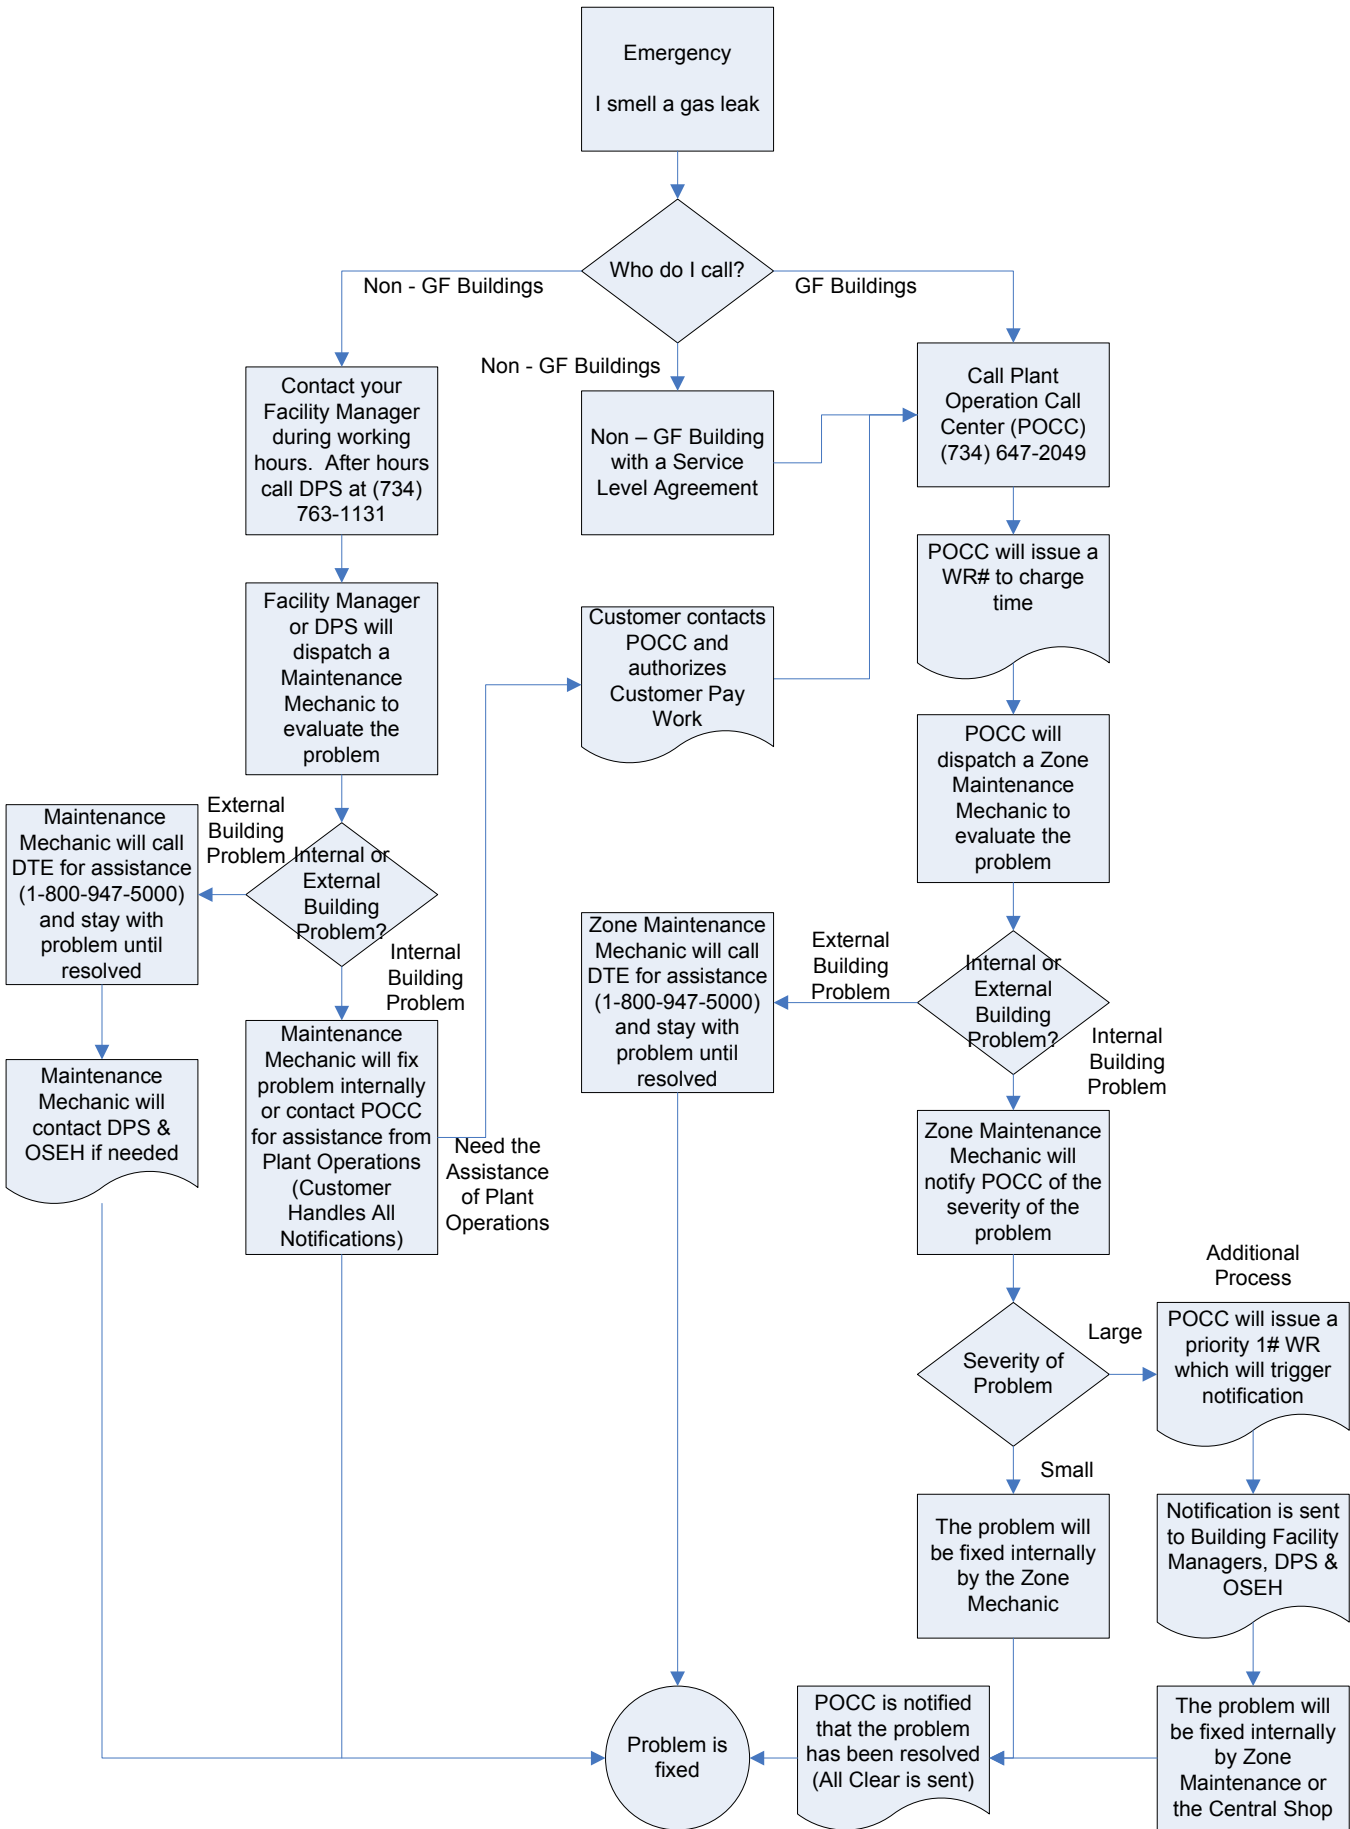 Emergency
I smell a gas leak
Who do I call?
Non - GF Buildings
GF Buildings
Non - GF Buildings
Contact your
Facility Manager
during working
hours.  After hours
call DPS at (734)
763-1131
Non – GF Building
with a Service
Level Agreement
Call Plant
Operation Call
Center (POCC)
(734) 647-2049
POCC will issue a
WR# to charge
time
Facility Manager
or DPS will
dispatch a
Maintenance
Mechanic to
evaluate the
problem
Customer contacts
POCC and
authorizes
Customer Pay
Work
POCC will
dispatch a Zone
Maintenance
Mechanic to
evaluate the
problem
External
Building
Problem
Maintenance
Mechanic will call
DTE for assistance
(1-800-947-5000)
and stay with
problem until
resolved
Internal or
External
Building
Problem?
Internal
Building
Problem
Zone Maintenance
Mechanic will call
DTE for assistance
(1-800-947-5000)
and stay with
problem until
resolved
External
Building
Problem
Internal or
External
Building
Problem?
Internal
Building
Problem
Maintenance
Mechanic will
contact DPS &
OSEH if needed
Maintenance
Mechanic will fix
problem internally
or contact POCC
for assistance from
Plant Operations
(Customer
Handles All
Notifications)
Need the
Assistance
of Plant
Operations
Zone Maintenance
Mechanic will
notify POCC of the
severity of the
problem
Additional
Process
Severity of
Problem
Large
POCC will issue a
priority 1# WR
which will trigger
notification
Small
The problem will
be fixed internally
by the Zone
Mechanic
Notification is sent
to Building Facility
Managers, DPS &
OSEH
Problem is
fixed
POCC is notified
that the problem
has been resolved
(All Clear is sent)
The problem will
be fixed internally
by Zone
Maintenance or
the Central Shop